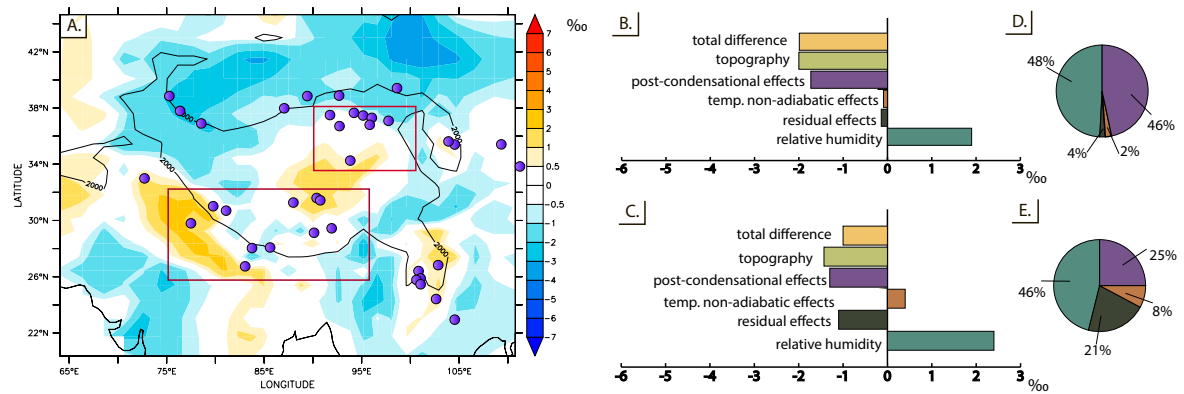 A.
42°N
38°N
34°N
30°N
26°N
22°N
LATITUDE
65°E
75°E
85°E
95°E
105°E
LONGITUDE
2000
2000
2000
2000
‰
7
6
5
4
3
2
1
0.5
0
-0.5
-1
-2
-3
-4
-5
-6
-7
B.
total difference
topography
post-condensational effects
temp. non-adiabatic effects
residual effects
relative humidity
-6
-5
-4
-3
-2
-1
0
1
2
3
‰
D.
48%
46%
4%
2%
C.
total difference
topography
post-condensational effects
temp. non-adiabatic effects
residual effects
relative humidity
-6
-5
-4
-3
-2
-1
0
1
2
3
‰
E.
25%
46%
8%
21%